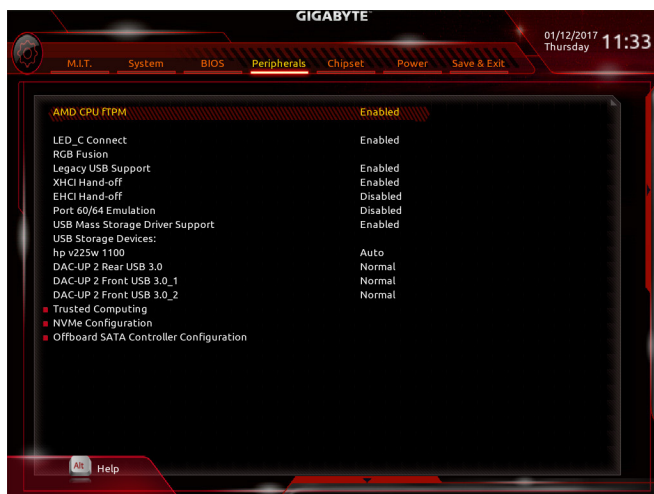 GIGABYTE
01/12/2017 11:33
Thursday
M.I.T. System BIOS Peripherals Chipset Power Save & Exit
AMD CPU fTPM Enabled
LED_C Connect Enabled
RGB Fusion
Legacy USB Support Enabled
XHCI Hand-off Enabled
EHCI Hand-off Disabled
Port 60/64 Emulation Disabled
USB Mass Storage Driver Support Enabled
USB Storage Devices:
hp v225w 1100 Auto
DAC-UP 2 Rear USB 3.0 Normal
DAC-UP 2 Front USB 3.0_1 Normal
DAC-UP 2 Front USB 3.0_2 Normal
Trusted Computing
NVMe Configuration
Offboard SATA Controller Configuration
Alt Help